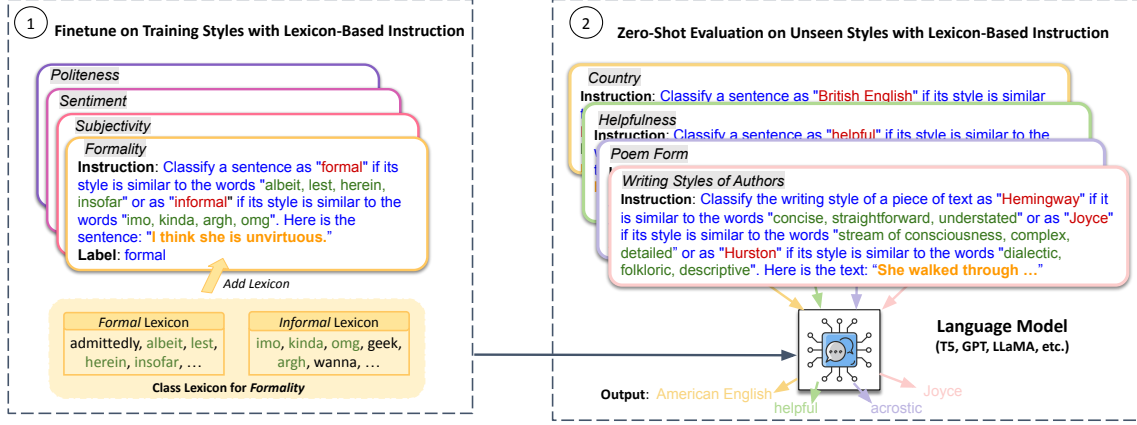 1
Finetune on Training Styles with Lexicon-Based Instruction
Politeness
Sentiment
Subjectivity
Formality
Instruction: Classify a sentence as "formal" if its
style is similar to the words "albeit, lest, herein,
insofar" or as "informal" if its style is similar to the
words "imo, kinda, argh, omg". Here is the
sentence: "I think she is unvirtuous."
Label: formal
Add Lexicon
Formal Lexicon
admittedly, albeit, lest,
herein, insofar, ...
Informal Lexicon
imo, kinda, omg, geek,
argh, wanna, ...
Class Lexicon for Formality
2
Zero-Shot Evaluation on Unseen Styles with Lexicon-Based Instruction
Country
Instruction: Classify a sentence as "British English" if its style is similar
Helpfulness
Instruction: Classify a sentence as "helpful" if its style is similar to the
Poem Form
Writing Styles of Authors
Instruction: Classify the writing style of a piece of text as "Hemingway" if it
is similar to the words "concise, straightforward, understated" or as "Joyce"
if its style is similar to the words "stream of consciousness, complex,
detailed" or as "Hurston" if its style is similar to the words "dialectic,
folkloric, descriptive". Here is the text: "She walked through ..."
Language Model
(T5, GPT, LLaMA, etc.)
Output: American English
helpful
acrostic
Joyce